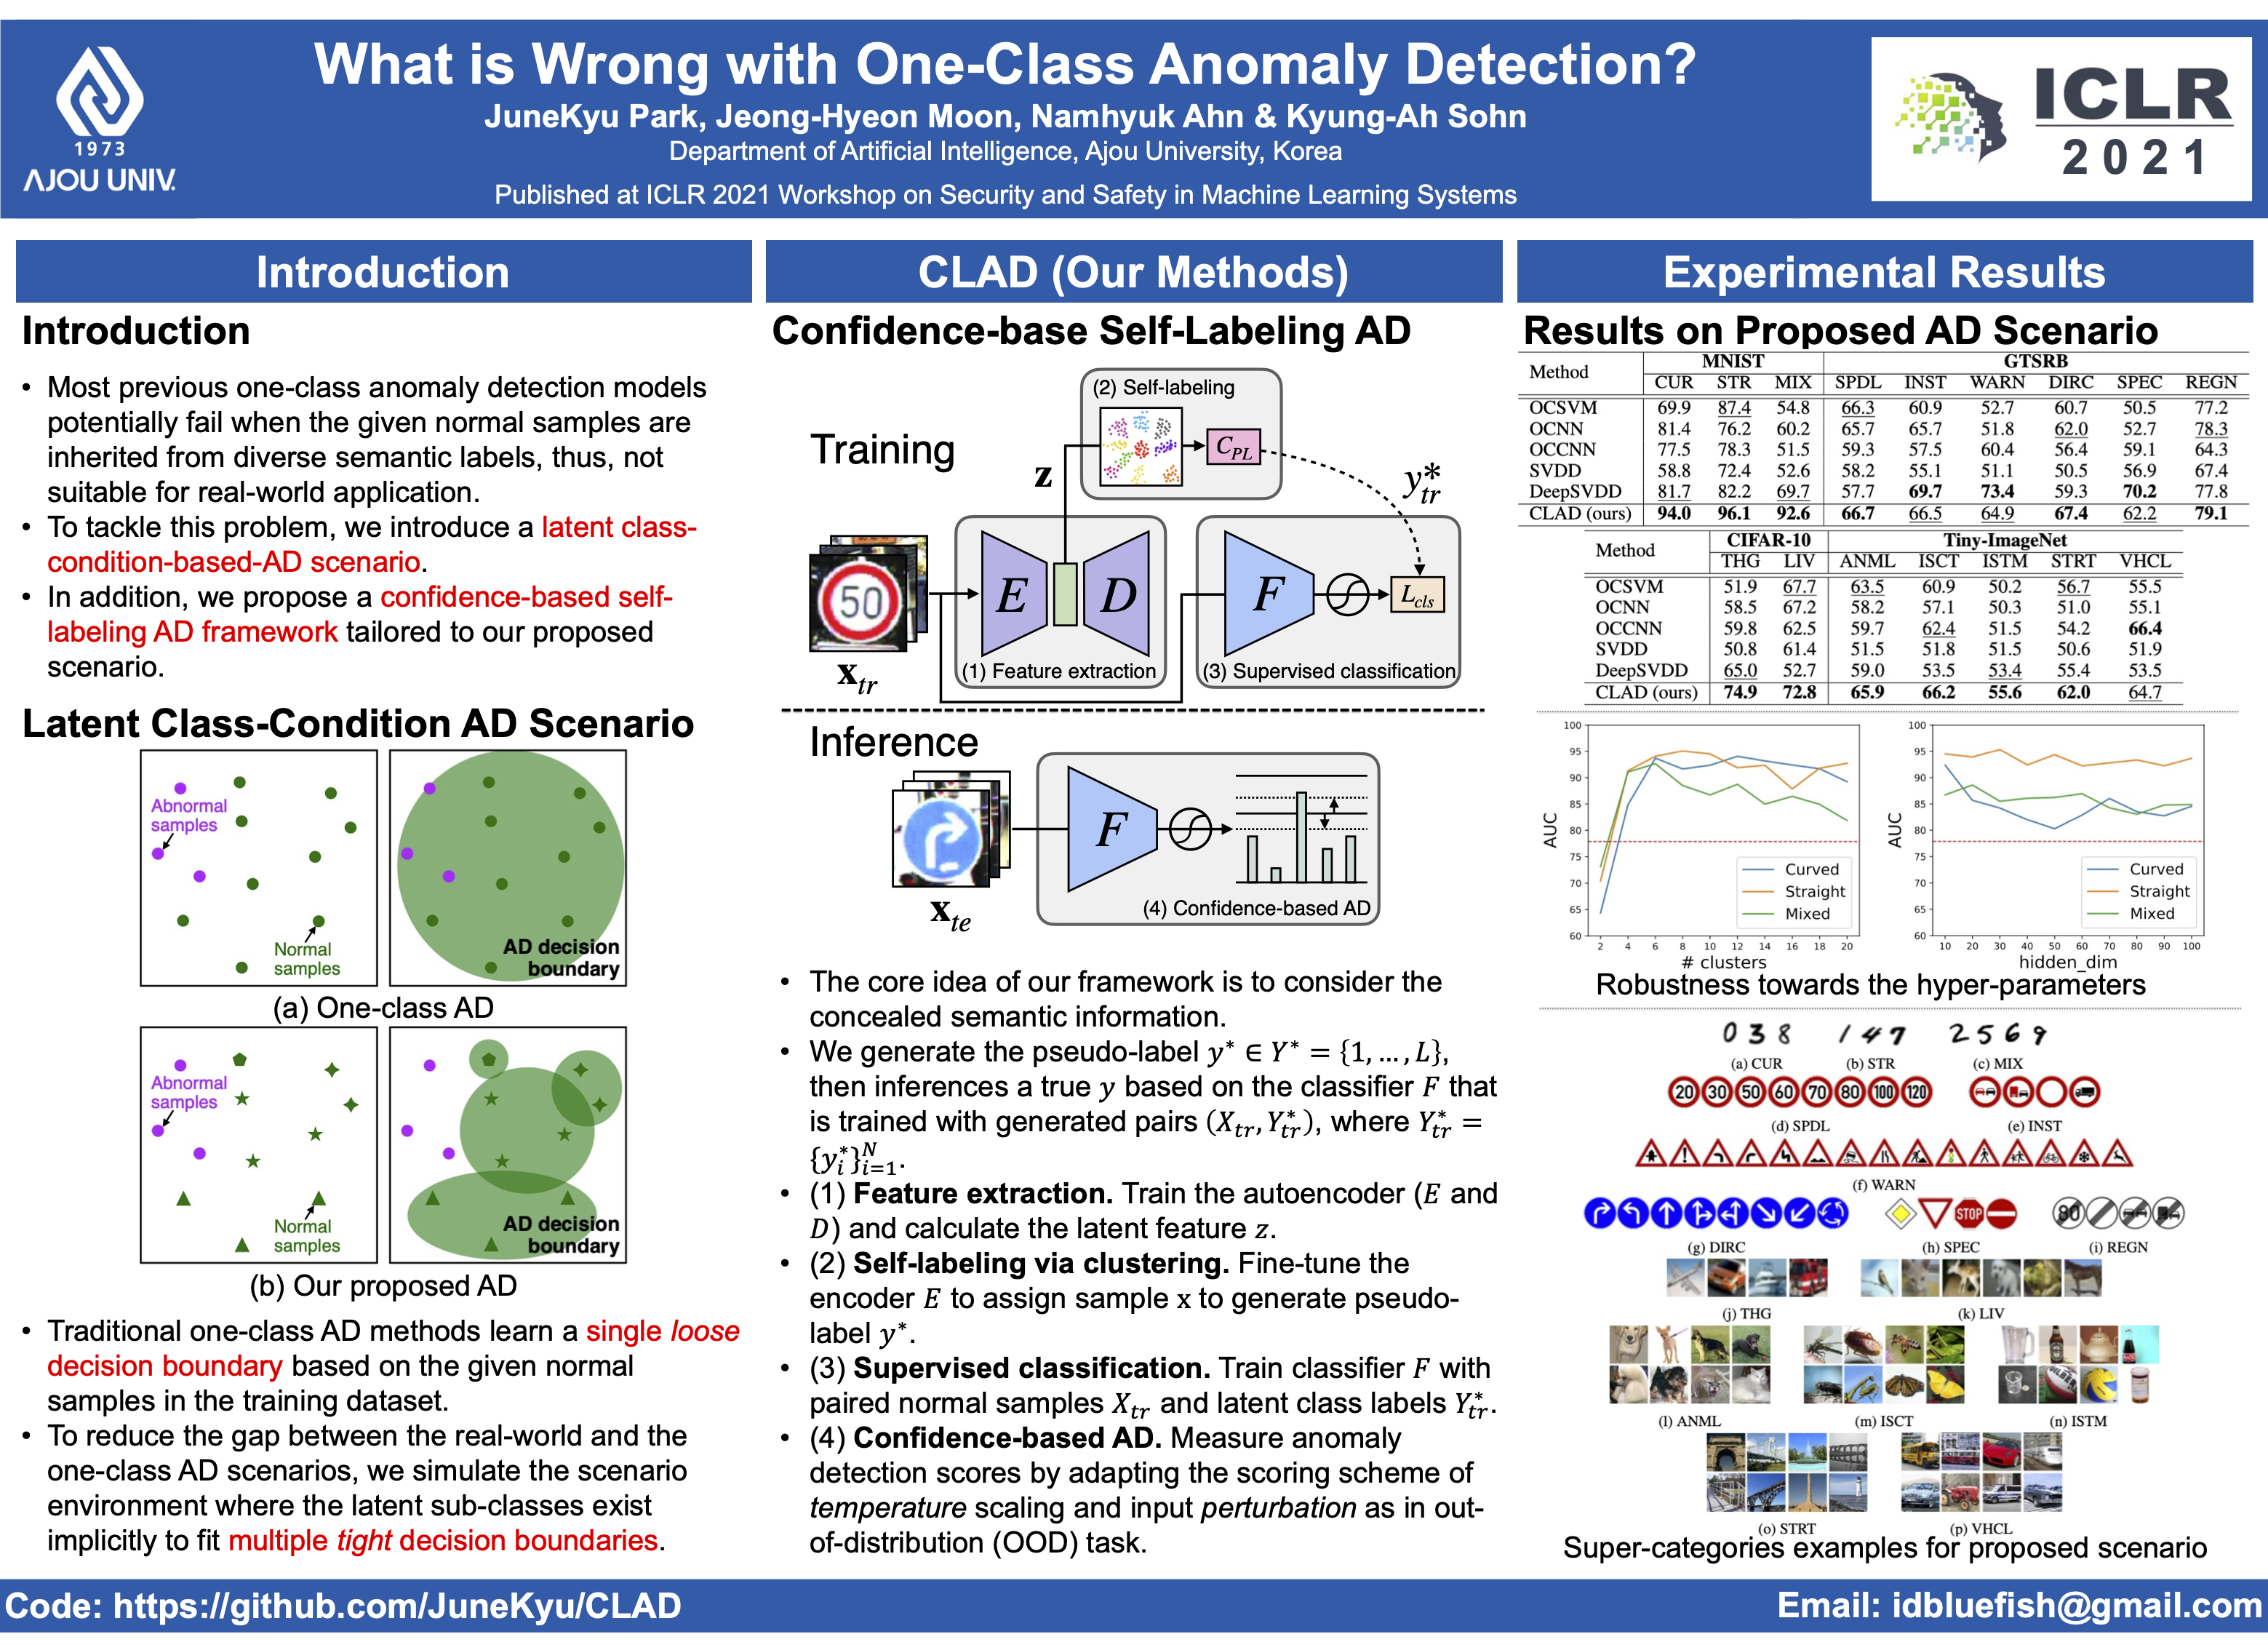 1973
AJOU UNIV.
What is Wrong with One-Class Anomaly Detection?
JuneKyu Park, Jeong-Hyeon Moon, Namhyuk Ahn & Kyung-Ah Sohn
Department of Artificial Intelligence, Ajou University, Korea
Published at ICLR 2021 Workshop on Security and Safety in Machine Learning Systems
ICLR
2021
Introduction
Introduction
• Most previous one-class anomaly detection models
potentially fail when the given normal samples are
inherited from diverse semantic labels, thus, not
suitable for real-world application.
• To tackle this problem, we introduce a latent class-
condition-based-AD scenario.
• In addition, we propose a confidence-based self-
labeling AD framework tailored to our proposed
scenario.
Latent Class-Condition AD Scenario
Abnormal
samples
Normal
samples
AD decision
boundary
(a) One-class AD
Abnormal
samples
Normal
samples
AD decision
boundary
(b) Our proposed AD
• Traditional one-class AD methods learn a single loose
decision boundary based on the given normal
samples in the training dataset.
• To reduce the gap between the real-world and the
one-class AD scenarios, we simulate the scenario
environment where the latent sub-classes exist
implicitly to fit multiple tight decision boundaries.
CLAD (Our Methods)
Confidence-base Self-Labeling AD
Training
(2) Self-labeling
C_PL
z
y*_tr
50
x_tr
E D
(1) Feature extraction
F L_cls
(3) Supervised classification
Inference
x_te
F
(4) Confidence-based AD
• The core idea of our framework is to consider the
concealed semantic information.
• We generate the pseudo-label y* ∈ Y* = {1, ..., L},
then inferences a true y based on the classifier F that
is trained with generated pairs (X_tr, Y*_tr), where Y*_tr =
{y*_i}^N_i=1.
• (1) Feature extraction. Train the autoencoder (E and
D) and calculate the latent feature z.
• (2) Self-labeling via clustering. Fine-tune the
encoder E to assign sample x to generate pseudo-
label y*.
• (3) Supervised classification. Train classifier F with
paired normal samples X_tr and latent class labels Y*_tr.
• (4) Confidence-based AD. Measure anomaly
detection scores by adapting the scoring scheme of
temperature scaling and input perturbation as in out-
of-distribution (OOD) task.
Experimental Results
Results on Proposed AD Scenario
Method MNIST GTSRB
CUR STR MIX SPDL INST WARN DIRC SPEC REGN
OCSVM 69.9 87.4 54.8 66.3 60.9 52.7 60.7 50.5 77.2
OCNN 81.4 76.2 60.2 65.7 65.7 51.8 62.0 52.7 78.3
OCCNN 77.5 78.3 51.5 59.3 57.5 60.4 56.4 59.1 64.3
SVDD 58.8 72.4 52.6 58.2 55.1 51.1 50.5 56.9 67.4
DeepSVDD 81.7 82.2 69.7 57.7 69.7 73.4 59.3 70.2 77.8
CLAD (ours) 94.0 96.1 92.6 66.7 66.5 64.9 67.4 62.2 79.1
Method CIFAR-10 Tiny-ImageNet
THG LIV ANML ISCT ISTM STRT VHCL
OCSVM 51.9 67.7 63.5 60.9 50.2 56.7 55.5
OCNN 58.5 67.2 58.2 57.1 50.3 51.0 55.1
OCCNN 59.8 62.5 59.7 62.4 51.5 54.2 66.4
SVDD 50.8 61.4 51.5 51.8 51.5 50.6 51.9
DeepSVDD 65.0 52.7 59.0 53.5 53.4 55.4 53.5
CLAD (ours) 74.9 72.8 65.9 66.2 55.6 62.0 64.7
100
95
90
85
80
75
70
65
60
AUC
Curved
Straight
Mixed
2 4 6 8 10 12 14 16 18 20
# clusters
100
95
90
85
80
75
70
65
60
AUC
Curved
Straight
Mixed
10 20 30 40 50 60 70 80 90 100
hidden_dim
Robustness towards the hyper-parameters
0 3 8 1 4 7 2 5 6 9
(a) CUR (b) STR (c) MIX
20 30 50 60 70 80 100 120
(d) SPDL (e) INST
(f) WARN
STOP 80
(g) DIRC (h) SPEC (i) REGN
(j) THG (k) LIV
(l) ANML (m) ISCT (n) ISTM
(o) STRT (p) VHCL
Super-categories examples for proposed scenario
Code: https://github.com/JuneKyu/CLAD
Email: idbluefish@gmail.com